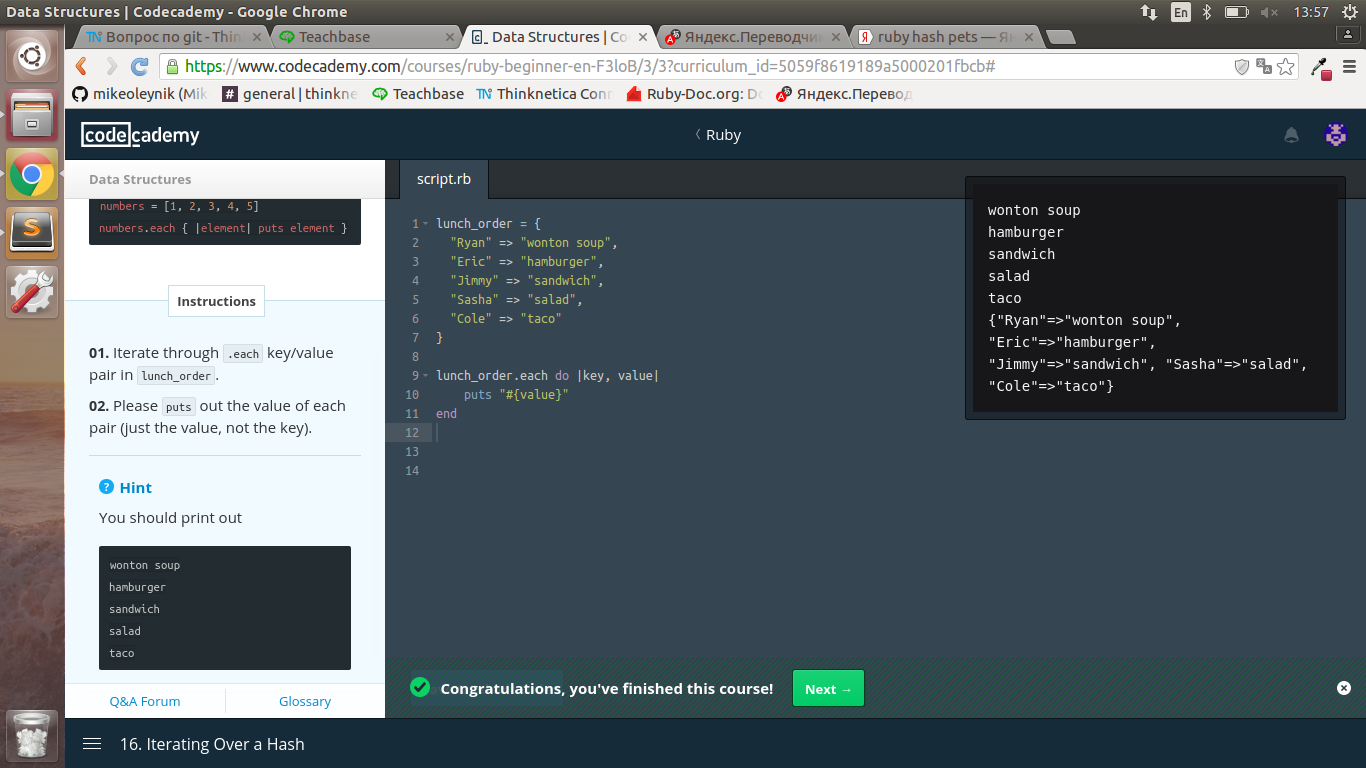 Data Structures | Codecademy - Google Chrome
En
13:57
Вопрос по git - Thin
Teachbase
Data Structures | Co
Яндекс.Переводчи
ruby hash pets — Ян
https://www.codecademy.com/courses/ruby-beginner-en-F3loB/3/3?curriculum_id=5059f8619189a5000201fbcb#
mikeoleynik (Mik
general | thinkne
Teachbase
Thinknetica Con
Ruby-Doc.org: Do
Яндекс.Перевод
codecademy
Ruby
Data Structures
numbers = [1, 2, 3, 4, 5]
numbers.each { |element| puts element }
Instructions
01. Iterate through .each key/value
pair in lunch_order.
02. Please puts out the value of each
pair (just the value, not the key).
? Hint
You should print out
wonton soup
hamburger
sandwich
salad
taco
Q&A Forum
Glossary
script.rb
1 lunch_order = {
2 "Ryan" => "wonton soup",
3 "Eric" => "hamburger",
4 "Jimmy" => "sandwich",
5 "Sasha" => "salad",
6 "Cole" => "taco"
7 }
8
9 lunch_order.each do |key, value|
10 puts "#{value}"
11 end
12
13
14
wonton soup
hamburger
sandwich
salad
taco
{"Ryan"=>"wonton soup",
"Eric"=>"hamburger",
"Jimmy"=>"sandwich", "Sasha"=>"salad",
"Cole"=>"taco"}
Congratulations, you've finished this course!
Next →
16. Iterating Over a Hash